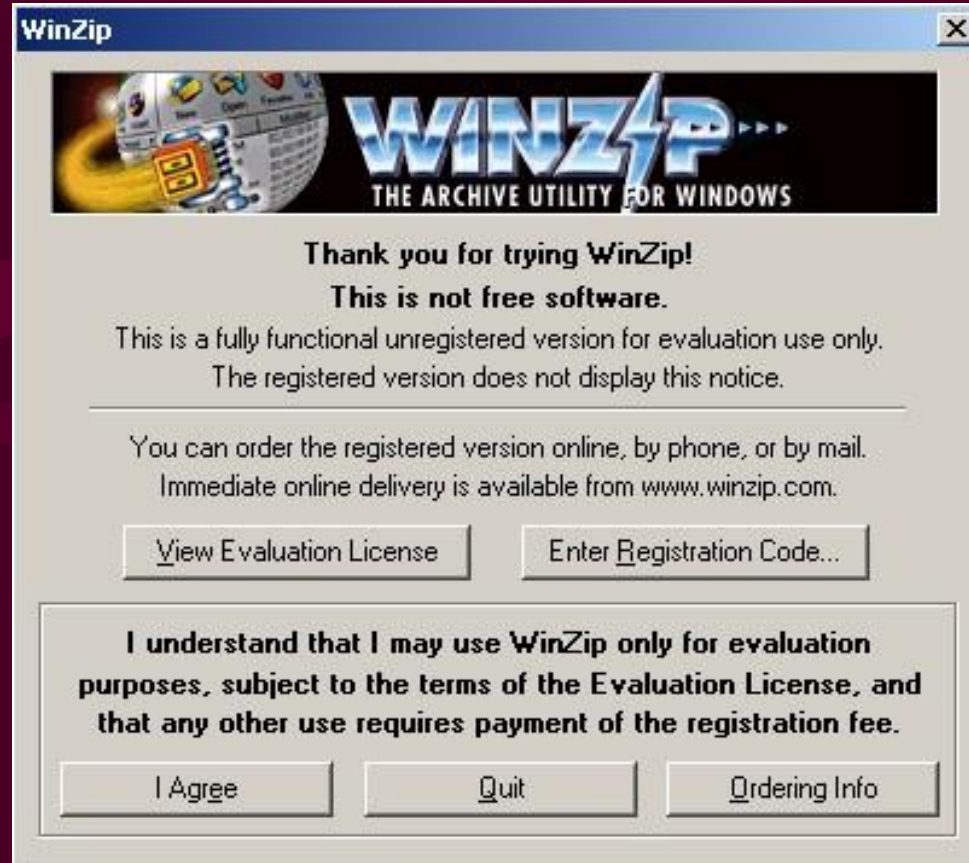 WinZip
New Open Favorites
WINZIP
THE ARCHIVE UTILITY FOR WINDOWS
Thank you for trying WinZip!
This is not free software.
This is a fully functional unregistered version for evaluation use only.
The registered version does not display this notice.
You can order the registered version online, by phone, or by mail.
Immediate online delivery is available from www.winzip.com.
View Evaluation License
Enter Registration Code...
I understand that I may use WinZip only for evaluation
purposes, subject to the terms of the Evaluation License, and
that any other use requires payment of the registration fee.
I Agree
Quit
Ordering Info